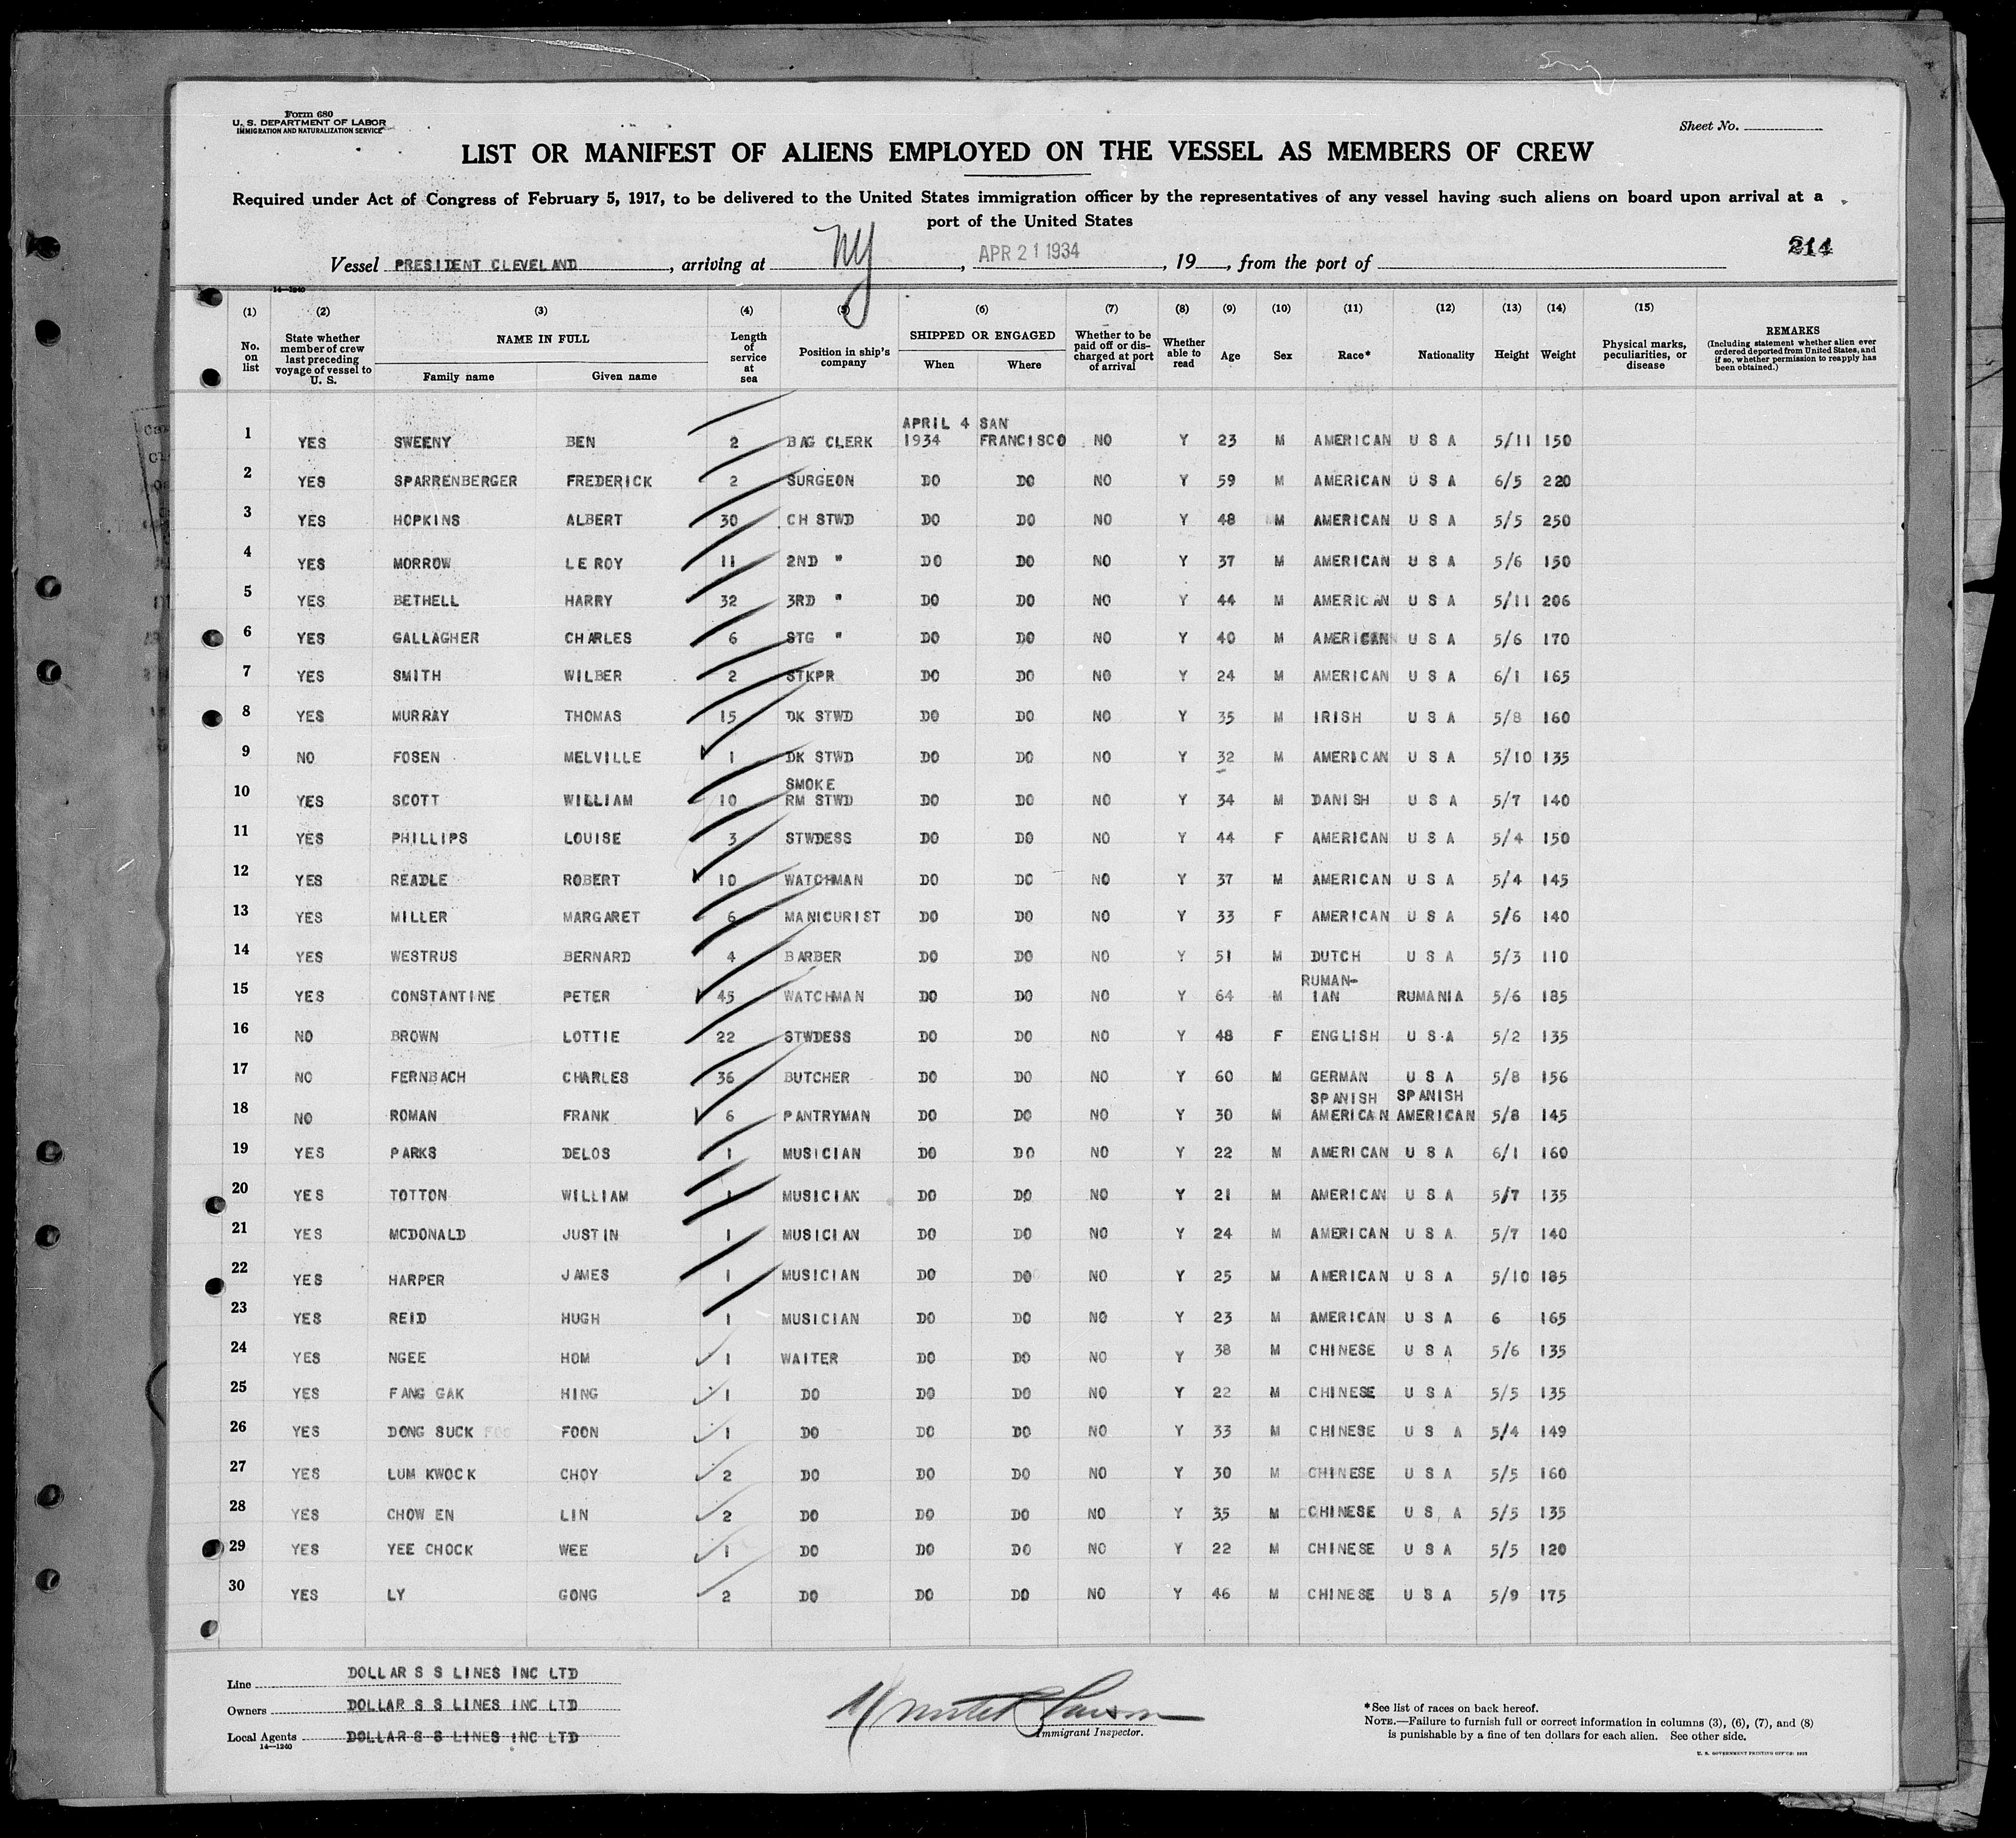 Form 680
U. S. DEPARTMENT OF LABOR
IMMIGRATION AND NATURALIZATION SERVICE
Sheet No.
LIST OR MANIFEST OF ALIENS EMPLOYED ON THE VESSEL AS MEMBERS OF CREW
Required under Act of Congress of February 5, 1917, to be delivered to the United States immigration officer by the representatives of any vessel having such aliens on board upon arrival at a
port of the United States
Vessel PRESIDENT CLEVELAND, arriving at NY, APR 21 1934, 19, from the port of 214
14—1240
(1) (2) (3) (4) (5) (6) (7) (8) (9) (10) (11) (12) (13) (14) (15)
No. on list State whether member of crew last preceding voyage of vessel to U. S. NAME IN FULL Family name Given name Length of service at sea Position in ship's company SHIPPED OR ENGAGED When Where Whether to be paid off or discharged at port of arrival Whether able to read Age Sex Race* Nationality Height Weight Physical marks, peculiarities, or disease REMARKS (Including statement whether alien ever ordered deported from United States, and if so, whether permission to reapply has been obtained.)
1 YES SWEENY BEN 2 BAG CLERK APRIL 4 1934 SAN FRANCISCO NO Y 23 M AMERICAN U S A 5/11 150
2 YES SPARRENBERGER FREDERICK 2 SURGEON DO DO NO Y 59 M AMERICAN U S A 6/5 220
3 YES HOPKINS ALBERT 30 CH STWD DO DO NO Y 48 M AMERICAN U S A 5/5 250
4 YES MORROW LE ROY 11 2ND " DO DO NO Y 37 M AMERICAN U S A 5/6 150
5 YES BETHELL HARRY 32 3RD " DO DO NO Y 44 M AMERICAN U S A 5/11 206
6 YES GALLAGHER CHARLES 6 STG " DO DO NO Y 40 M AMERICAN U S A 5/6 170
7 YES SMITH WILBER 2 STKPR DO DO NO Y 24 M AMERICAN U S A 6/1 165
8 YES MURRAY THOMAS 15 DK STWD DO DO NO Y 35 M IRISH U S A 5/8 160
9 NO FOSEN MELVILLE 1 DK STWD DO DO NO Y 32 M AMERICAN U S A 5/10 135
10 YES SCOTT WILLIAM 10 SMOKE RM STWD DO DO NO Y 34 M DANISH U S A 5/7 140
11 YES PHILLIPS LOUISE 3 STWDESS DO DO NO Y 44 F AMERICAN U S A 5/4 150
12 YES READLE ROBERT 10 WATCHMAN DO DO NO Y 37 M AMERICAN U S A 5/4 145
13 YES MILLER MARGARET 6 MANICURIST DO DO NO Y 33 F AMERICAN U S A 5/6 140
14 YES WESTRUS BERNARD 4 BARBER DO DO NO Y 51 M DUTCH U S A 5/3 110
15 YES CONSTANTINE PETER 45 WATCHMAN DO DO NO Y 64 M RUMAN-IAN RUMANIA 5/6 185
16 NO BROWN LOTTIE 22 STWDESS DO DO NO Y 48 F ENGLISH U S A 5/2 135
17 NO FERNBACH CHARLES 36 BUTCHER DO DO NO Y 60 M GERMAN U S A 5/8 156
18 NO ROMAN FRANK 6 PANTRYMAN DO DO NO Y 30 M SPANISH AMERICAN SPANISH AMERICAN 5/8 145
19 YES PARKS DELOS 1 MUSICIAN DO DO NO Y 22 M AMERICAN U S A 6/1 160
20 YES TOTTON WILLIAM 1 MUSICIAN DO DO NO Y 21 M AMERICAN U S A 5/7 135
21 YES MCDONALD JUSTIN 1 MUSICIAN DO DO NO Y 24 M AMERICAN U S A 5/7 140
22 YES HARPER JAMES 1 MUSICIAN DO DO NO Y 25 M AMERICAN U S A 5/10 185
23 YES REID HUGH 1 MUSICIAN DO DO NO Y 23 M AMERICAN U S A 6 165
24 YES NGEE HOM 1 WAITER DO DO NO Y 38 M CHINESE U S A 5/6 135
25 YES FANG GAK HING 1 DO DO DO NO Y 22 M CHINESE U S A 5/5 135
26 YES DONG SUCK FOON 1 DO DO DO NO Y 33 M CHINESE U S A 5/4 149
27 YES LUM KWOCK CHOY 2 DO DO DO NO Y 30 M CHINESE U S A 5/5 160
28 YES CHOW EN LIN 2 DO DO DO NO Y 35 M CHINESE U S A 5/5 135
29 YES YEE CHOCK WEE 1 DO DO DO NO Y 22 M CHINESE U S A 5/5 120
30 YES LY GONG 2 DO DO DO NO Y 46 M CHINESE U S A 5/9 175
Line DOLLAR S S LINES INC LTD
Owners DOLLAR S S LINES INC LTD
Local Agents DOLLAR S S LINES INC LTD
14—1240
Immigrant Inspector.
*See list of races on back hereof.
NOTE.—Failure to furnish full or correct information in columns (3), (6), (7), and (8)
is punishable by a fine of ten dollars for each alien. See other side.
U. S. GOVERNMENT PRINTING OFFICE: 1933